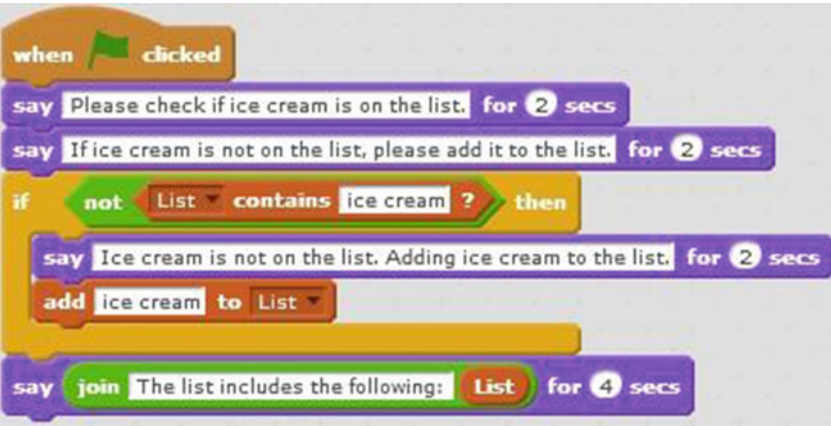 when clicked
say Please check if ice cream is on the list. for 2 secs
say If ice cream is not on the list, please add it to the list. for 2 secs
if not List contains ice cream ? then
say Ice cream is not on the list. Adding ice cream to the list. for 2 secs
add ice cream to List
say join The list includes the following: List for 4 secs